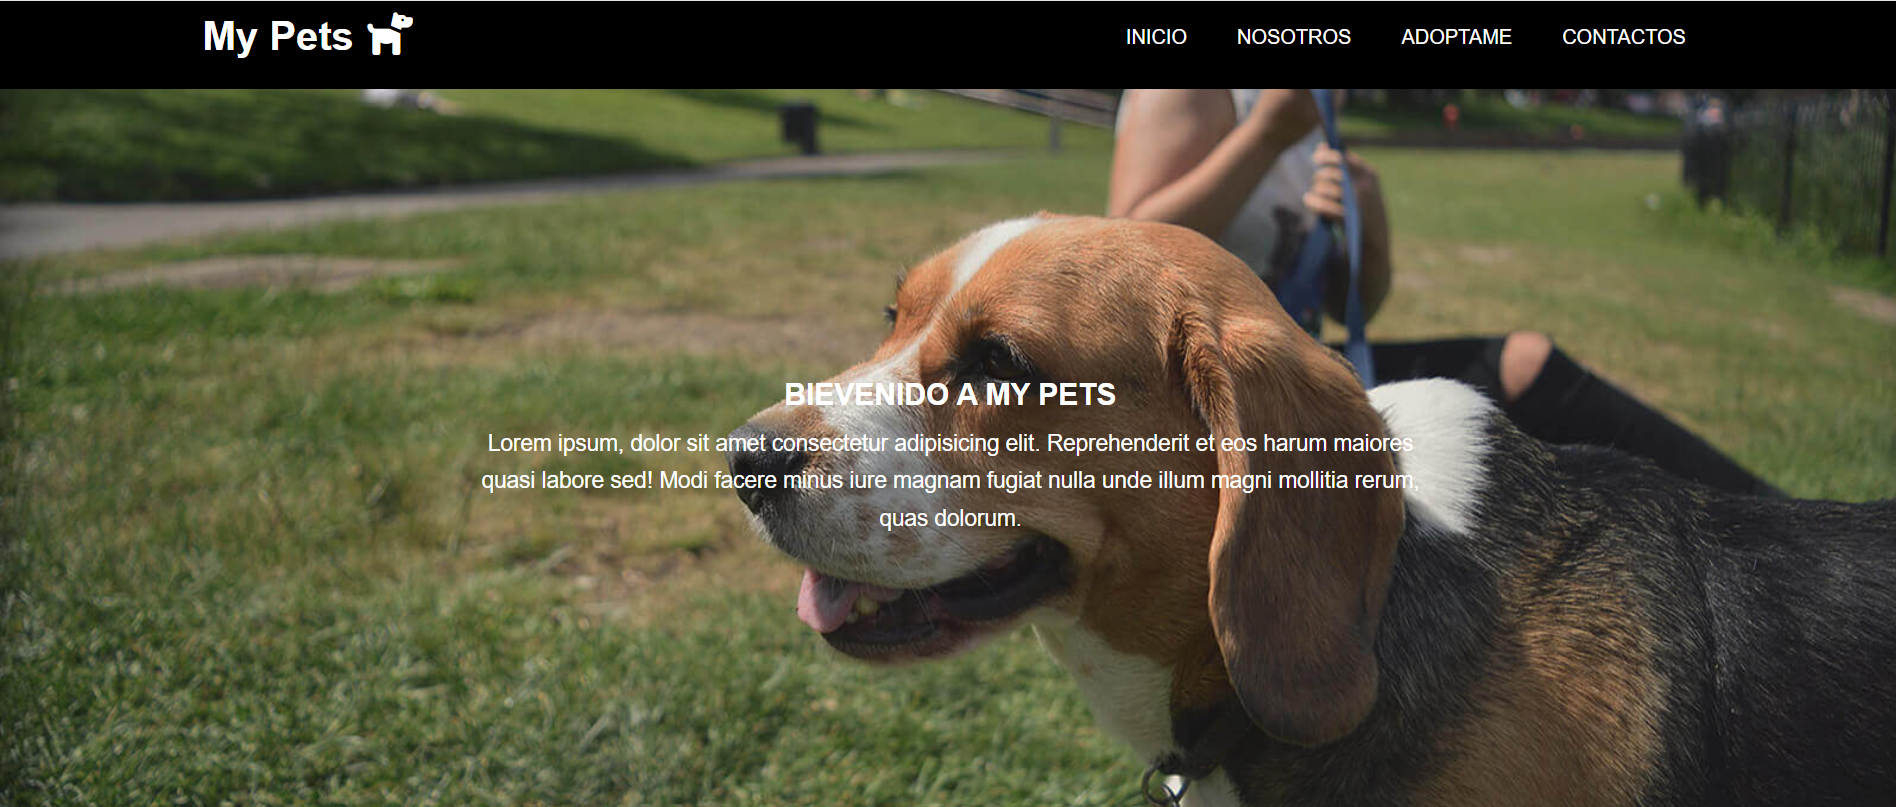 My Pets
INICIO NOSOTROS ADOPTAME CONTACTOS
BIEVENIDO A MY PETS
Lorem ipsum, dolor sit amet consectetur adipisicing elit. Reprehenderit et eos harum maiores
quasi labore sed! Modi facere minus iure magnam fugiat nulla unde illum magni mollitia rerum,
quas dolorum.